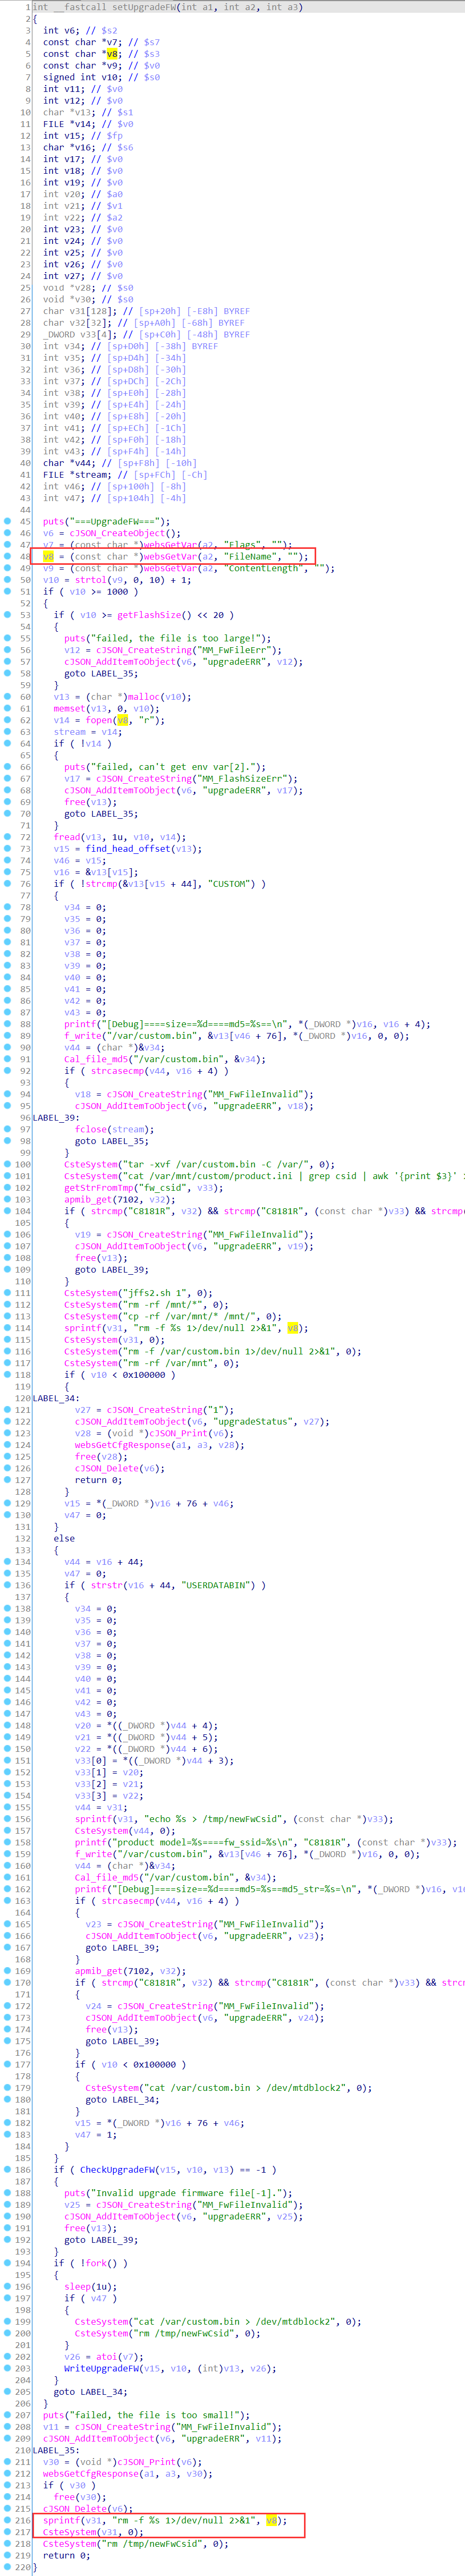 1 int __fastcall setUpgradeFW(int a1, int a2, int a3)
2 {
3 int v6; // $s2
4 const char *v7; // $s7
5 const char *v8; // $s3
6 const char *v9; // $v0
7 signed int v10; // $s0
8 int v11; // $v0
9 int v12; // $v0
10 char *v13; // $s1
11 FILE *v14; // $v0
12 int v15; // $fp
13 char *v16; // $s6
14 int v17; // $v0
15 int v18; // $v0
16 int v19; // $v0
17 int v20; // $a0
18 int v21; // $v1
19 int v22; // $a2
20 int v23; // $v0
21 int v24; // $v0
22 int v25; // $v0
23 int v26; // $v0
24 int v27; // $v0
25 void *v28; // $s0
26 void *v30; // $s0
27 char v31[128]; // [sp+20h] [-E8h] BYREF
28 char v32[32]; // [sp+A0h] [-68h] BYREF
29 _DWORD v33[4]; // [sp+C0h] [-48h] BYREF
30 int v34; // [sp+D0h] [-38h] BYREF
31 int v35; // [sp+D4h] [-34h]
32 int v36; // [sp+D8h] [-30h]
33 int v37; // [sp+DCh] [-2Ch]
34 int v38; // [sp+E0h] [-28h]
35 int v39; // [sp+E4h] [-24h]
36 int v40; // [sp+E8h] [-20h]
37 int v41; // [sp+ECh] [-1Ch]
38 int v42; // [sp+F0h] [-18h]
39 int v43; // [sp+F4h] [-14h]
40 char *v44; // [sp+F8h] [-10h]
41 FILE *stream; // [sp+FCh] [-Ch]
42 int v46; // [sp+100h] [-8h]
43 int v47; // [sp+104h] [-4h]
44
45 puts("===UpgradeFW===");
46 v6 = cJSON_CreateObject();
47 v7 = (const char *)websGetVar(a2, "Flags", "");
48 v8 = (const char *)websGetVar(a2, "FileName", "");
49 v9 = (const char *)websGetVar(a2, "ContentLength", "");
50 v10 = strtol(v9, 0, 10) + 1;
51 if ( v10 >= 1000 )
52 {
53 if ( v10 >= getFlashSize() << 20 )
54 {
55 puts("failed, the file is too large!");
56 v12 = cJSON_CreateString("MM_FwFileErr");
57 cJSON_AddItemToObject(v6, "upgradeERR", v12);
58 goto LABEL_35;
59 }
60 v13 = (char *)malloc(v10);
61 memset(v13, 0, v10);
62 v14 = fopen(v8, "r");
63 stream = v14;
64 if ( !v14 )
65 {
66 puts("failed, can't get env var[2].");
67 v17 = cJSON_CreateString("MM_FlashSizeErr");
68 cJSON_AddItemToObject(v6, "upgradeERR", v17);
69 free(v13);
70 goto LABEL_35;
71 }
72 fread(v13, 1u, v10, v14);
73 v15 = find_head_offset(v13);
74 v46 = v15;
75 v16 = &v13[v15];
76 if ( !strcmp(&v13[v15 + 44], "CUSTOM") )
77 {
78 v34 = 0;
79 v35 = 0;
80 v36 = 0;
81 v37 = 0;
82 v38 = 0;
83 v39 = 0;
84 v40 = 0;
85 v41 = 0;
86 v42 = 0;
87 v43 = 0;
88 printf("[Debug]====size==%d====md5=%s==\n", *(_DWORD *)v16, v16 + 4);
89 f_write("/var/custom.bin", &v13[v46 + 76], *(_DWORD *)v16, 0, 0);
90 v44 = (char *)&v34;
91 Cal_file_md5("/var/custom.bin", &v34);
92 if ( strcasecmp(v44, v16 + 4) )
93 {
94 v18 = cJSON_CreateString("MM_FwFileInvalid");
95 cJSON_AddItemToObject(v6, "upgradeERR", v18);
96 LABEL_39:
97 fclose(stream);
98 goto LABEL_35;
99 }
100 CsteSystem("tar -xvf /var/custom.bin -C /var/", 0);
101 CsteSystem("cat /var/mnt/custom/product.ini | grep csid | awk '{print $3}' >
102 getStrFromTmp("fw_csid", v33);
103 apmib_get(7102, v32);
104 if ( strcmp("C8181R", v32) && strcmp("C8181R", (const char *)v33) && strcmp
105 {
106 v19 = cJSON_CreateString("MM_FwFileInvalid");
107 cJSON_AddItemToObject(v6, "upgradeERR", v19);
108 free(v13);
109 goto LABEL_39;
110 }
111 CsteSystem("jffs2.sh 1", 0);
112 CsteSystem("rm -rf /mnt/*", 0);
113 CsteSystem("cp -rf /var/mnt/* /mnt/", 0);
114 sprintf(v31, "rm -f %s 1>/dev/null 2>&1", v8);
115 CsteSystem(v31, 0);
116 CsteSystem("rm -f /var/custom.bin 1>/dev/null 2>&1", 0);
117 CsteSystem("rm -rf /var/mnt", 0);
118 if ( v10 < 0x100000 )
119 {
120 LABEL_34:
121 v27 = cJSON_CreateString("1");
122 cJSON_AddItemToObject(v6, "upgradeStatus", v27);
123 v28 = (void *)cJSON_Print(v6);
124 websGetCfgResponse(a1, a3, v28);
125 free(v28);
126 cJSON_Delete(v6);
127 return 0;
128 }
129 v15 = *(_DWORD *)v16 + 76 + v46;
130 v47 = 0;
131 }
132 else
133 {
134 v44 = v16 + 44;
135 v47 = 0;
136 if ( strstr(v16 + 44, "USERDATABIN") )
137 {
138 v34 = 0;
139 v35 = 0;
140 v36 = 0;
141 v37 = 0;
142 v38 = 0;
143 v39 = 0;
144 v40 = 0;
145 v41 = 0;
146 v42 = 0;
147 v43 = 0;
148 v20 = *((_DWORD *)v44 + 4);
149 v21 = *((_DWORD *)v44 + 5);
150 v22 = *((_DWORD *)v44 + 6);
151 v33[0] = *((_DWORD *)v44 + 3);
152 v33[1] = v20;
153 v33[2] = v21;
154 v33[3] = v22;
155 v44 = v31;
156 sprintf(v31, "echo %s > /tmp/newFwCsid", (const char *)v33);
157 CsteSystem(v44, 0);
158 printf("product model=%s====fw_ssid=%s\n", "C8181R", (const char *)v33);
159 f_write("/var/custom.bin", &v13[v46 + 76], *(_DWORD *)v16, 0, 0);
160 v44 = (char *)&v34;
161 Cal_file_md5("/var/custom.bin", &v34);
162 printf("[Debug]====size==%d====md5=%s==md5_str=%s=\n", *(_DWORD *)v16, v16
163 if ( strcasecmp(v44, v16 + 4) )
164 {
165 v23 = cJSON_CreateString("MM_FwFileInvalid");
166 cJSON_AddItemToObject(v6, "upgradeERR", v23);
167 goto LABEL_39;
168 }
169 apmib_get(7102, v32);
170 if ( strcmp("C8181R", v32) && strcmp("C8181R", (const char *)v33) && strc
171 {
172 v24 = cJSON_CreateString("MM_FwFileInvalid");
173 cJSON_AddItemToObject(v6, "upgradeERR", v24);
174 free(v13);
175 goto LABEL_39;
176 }
177 if ( v10 < 0x100000 )
178 {
179 CsteSystem("cat /var/custom.bin > /dev/mtdblock2", 0);
180 goto LABEL_34;
181 }
182 v15 = *(_DWORD *)v16 + 76 + v46;
183 v47 = 1;
184 }
185 }
186 if ( CheckUpgradeFW(v15, v10, v13) == -1 )
187 {
188 puts("Invalid upgrade firmware file[-1].");
189 v25 = cJSON_CreateString("MM_FwFileInvalid");
190 cJSON_AddItemToObject(v6, "upgradeERR", v25);
191 free(v13);
192 goto LABEL_39;
193 }
194 if ( !fork() )
195 {
196 sleep(1u);
197 if ( v47 )
198 {
199 CsteSystem("cat /var/custom.bin > /dev/mtdblock2", 0);
200 CsteSystem("rm /tmp/newFwCsid", 0);
201 }
202 v26 = atoi(v7);
203 WriteUpgradeFW(v15, v10, (int)v13, v26);
204 }
205 goto LABEL_34;
206 }
207 puts("failed, the file is too small!");
208 v11 = cJSON_CreateString("MM_FwFileInvalid");
209 cJSON_AddItemToObject(v6, "upgradeERR", v11);
210 LABEL_35:
211 v30 = (void *)cJSON_Print(v6);
212 websGetCfgResponse(a1, a3, v30);
213 if ( v30 )
214 free(v30);
215 cJSON_Delete(v6);
216 sprintf(v31, "rm -f %s 1>/dev/null 2>&1", v8);
217 CsteSystem(v31, 0);
218 CsteSystem("rm /tmp/newFwCsid", 0);
219 return 0;
220 }